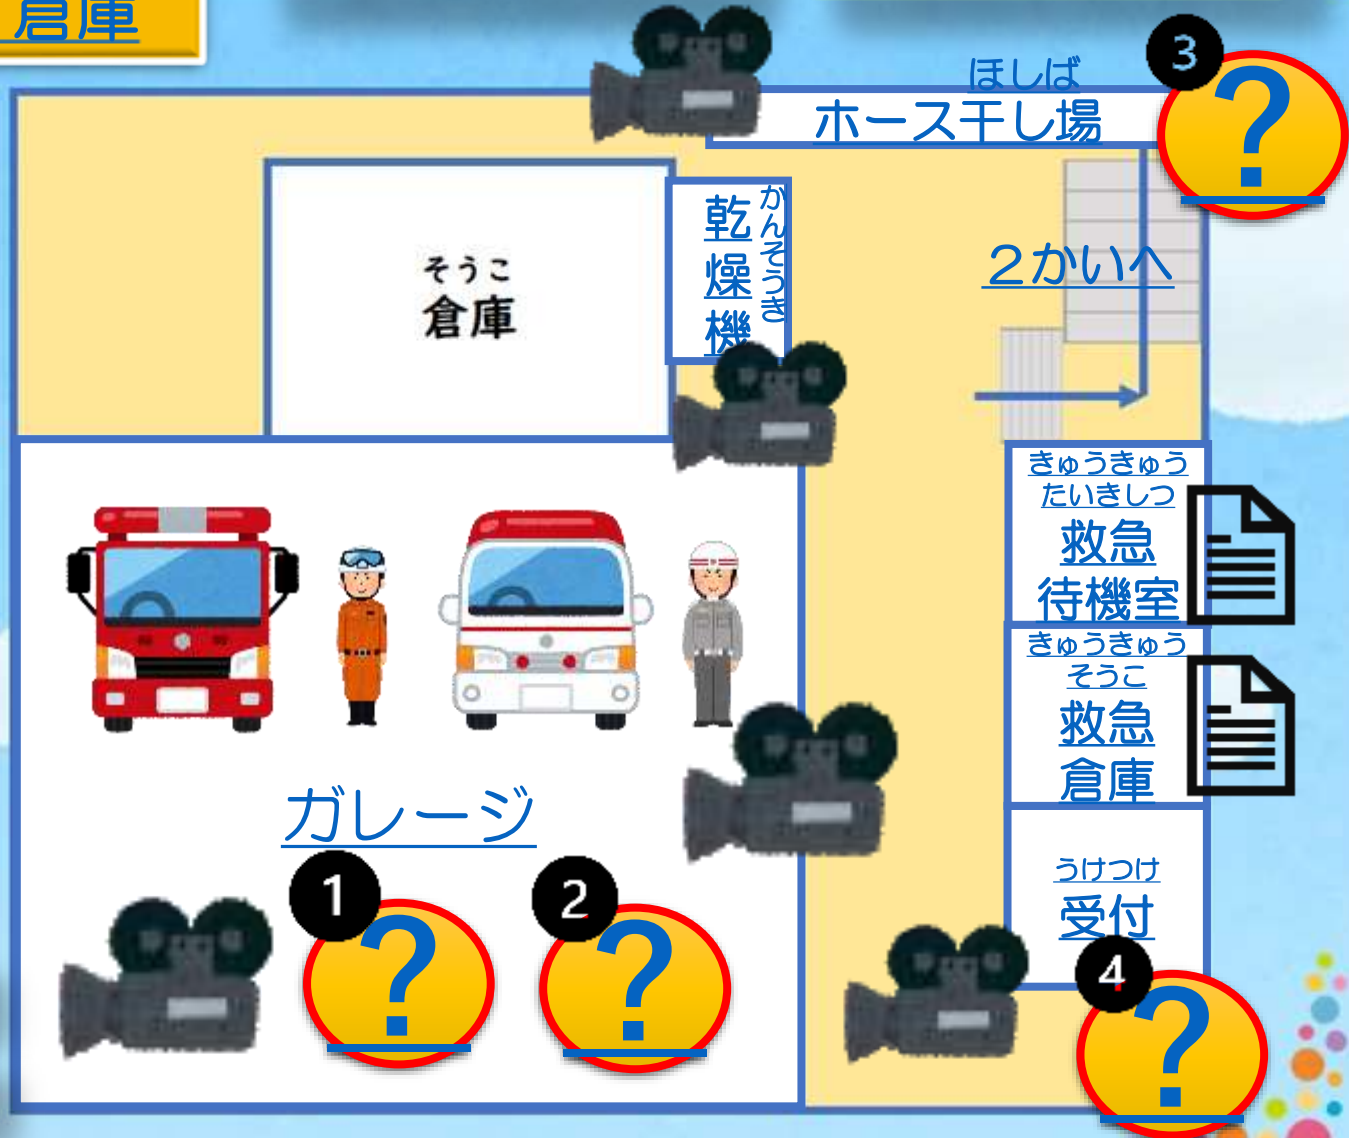 倉庫
3
?
ほしば
ホース干し場
かんそうき
乾燥機
2かいへ
そうこ
倉庫
きゅうきゅう
たいきしつ
救急
待機室
きゅうきゅう
そうこ
救急
倉庫
ガレージ
1
?
2
?
うけつけ
受付
4
?